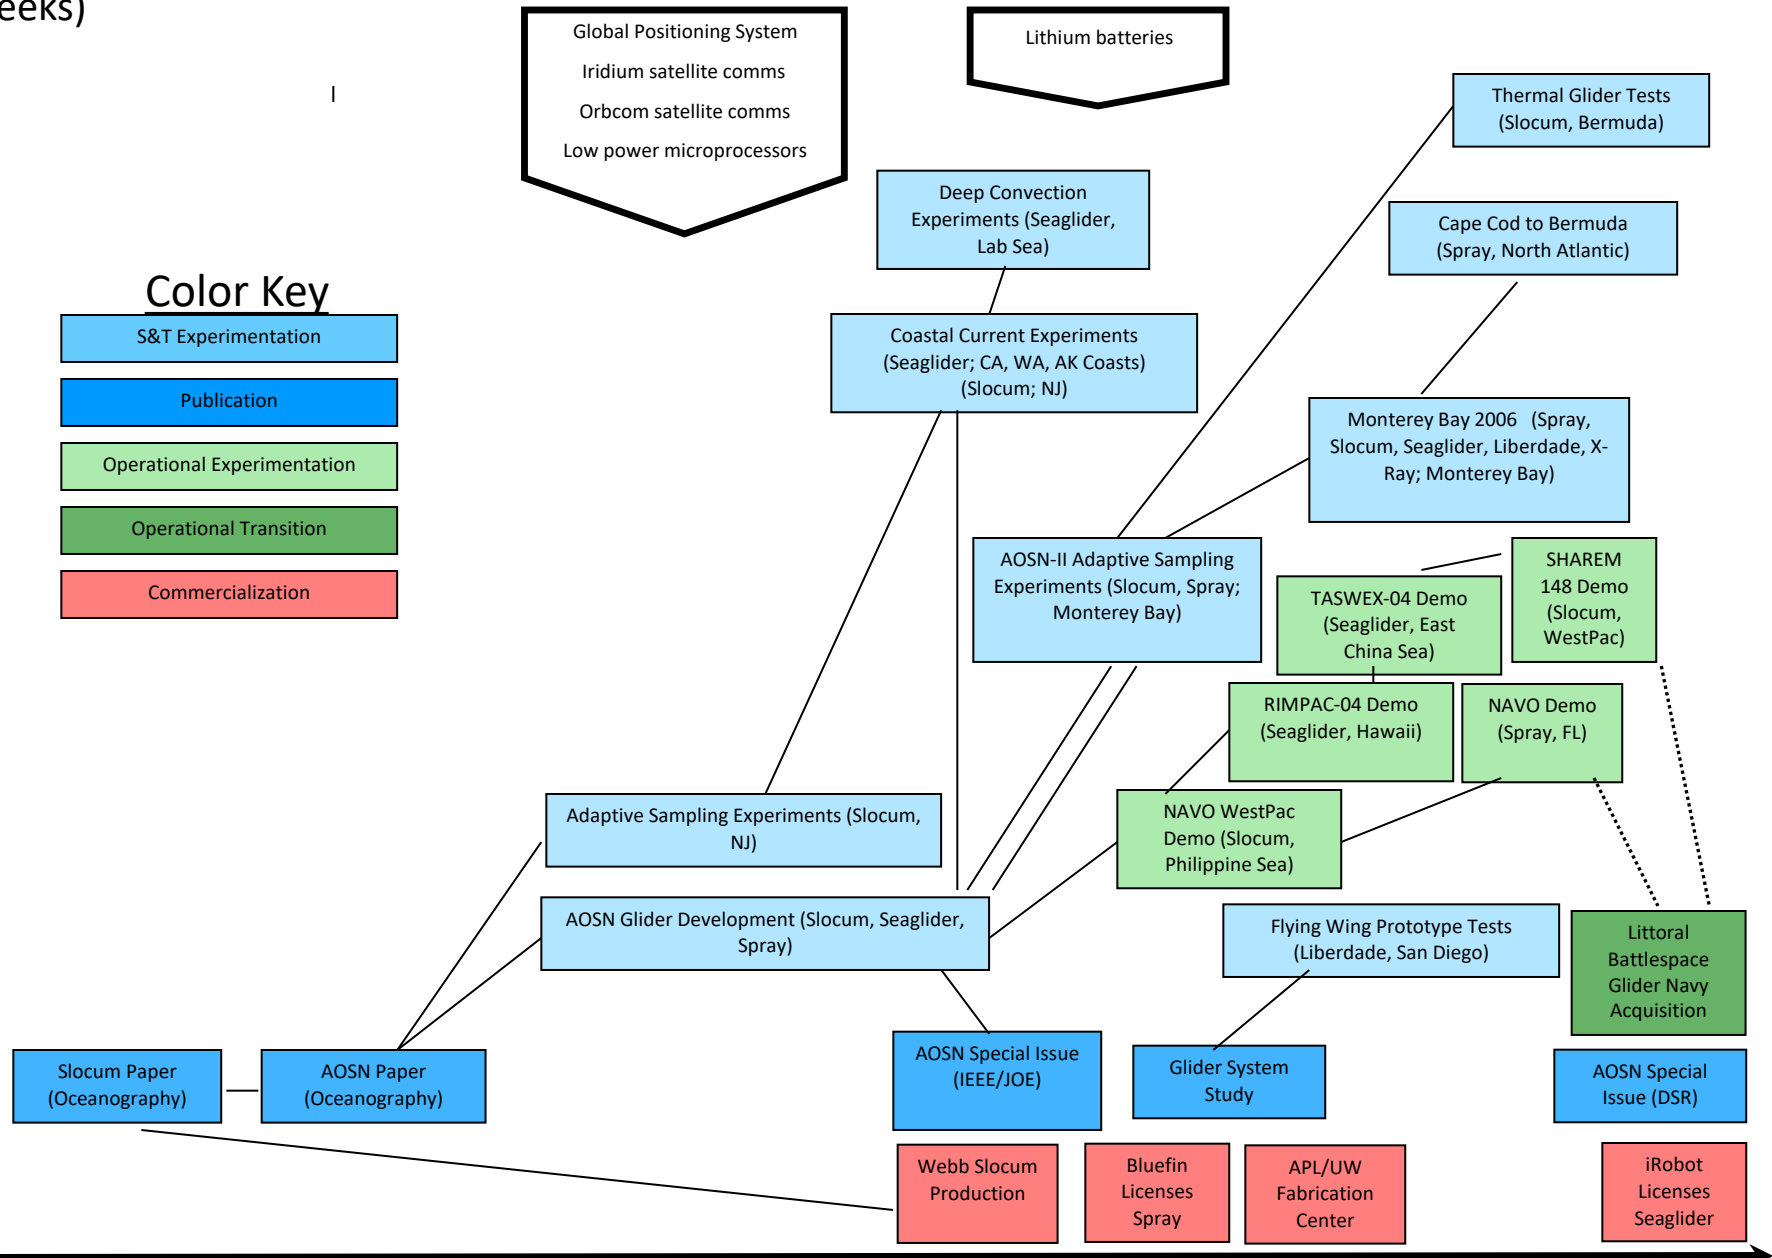 eeks)
Global Positioning System
Iridium satellite comms
Orbcom satellite comms
Low power microprocessors
Lithium batteries
I
Thermal Glider Tests
(Slocum, Bermuda)
Deep Convection
Experiments (Seaglider,
Lab Sea)
Cape Cod to Bermuda
(Spray, North Atlantic)
Color Key
S&T Experimentation
Publication
Operational Experimentation
Operational Transition
Commercialization
Coastal Current Experiments
(Seaglider; CA, WA, AK Coasts)
(Slocum; NJ)
Monterey Bay 2006 (Spray,
Slocum, Seaglider, Liberdade, X-
Ray; Monterey Bay)
AOSN-II Adaptive Sampling
Experiments (Slocum, Spray;
Monterey Bay)
TASWEX-04 Demo
(Seaglider, East
China Sea)
SHAREM
148 Demo
(Slocum,
WestPac)
RIMPAC-04 Demo
(Seaglider, Hawaii)
NAVO Demo
(Spray, FL)
Adaptive Sampling Experiments (Slocum,
NJ)
NAVO WestPac
Demo (Slocum,
Philippine Sea)
AOSN Glider Development (Slocum, Seaglider,
Spray)
Flying Wing Prototype Tests
(Liberdade, San Diego)
Littoral
Battlespace
Glider Navy
Acquisition
Slocum Paper
(Oceanography)
AOSN Paper
(Oceanography)
AOSN Special Issue
(IEEE/JOE)
Glider System
Study
AOSN Special
Issue (DSR)
Webb Slocum
Production
Bluefin
Licenses
Spray
APL/UW
Fabrication
Center
iRobot
Licenses
Seaglider